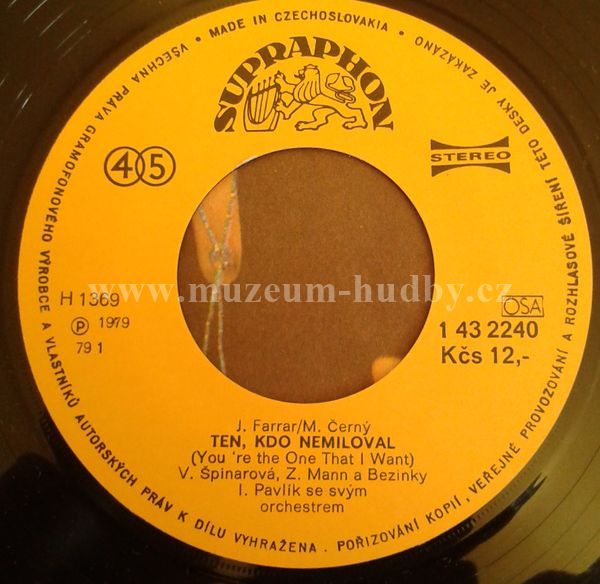 • MADE IN CZECHOSLOVAKIA •
SUPRAPHON
45
STEREO
www.muzeum-hudby.cz
H 1369
Ⓟ 1979
79 1
OSA
1 43 2240
Kčs 12,-
J. Farrar/M. Černý
TEN, KDO NEMILOVAL
(You 're the One That I Want)
V. Špinarová, Z. Mann a Bezinky
I. Pavlík se svým
orchestrem
VŠECHNA PRÁVA GRAMOFONOVÉHO VÝROBCE A VLASTNÍKŮ AUTORSKÝCH PRÁV K DÍLU VYHRAŽENA. POŘIZOVÁNÍ KOPIÍ, VEŘEJNÉ PROVOZOVÁNÍ A ROZHLASOVÉ ŠÍŘENÍ TÉTO DESKY JE ZAKÁZÁNO